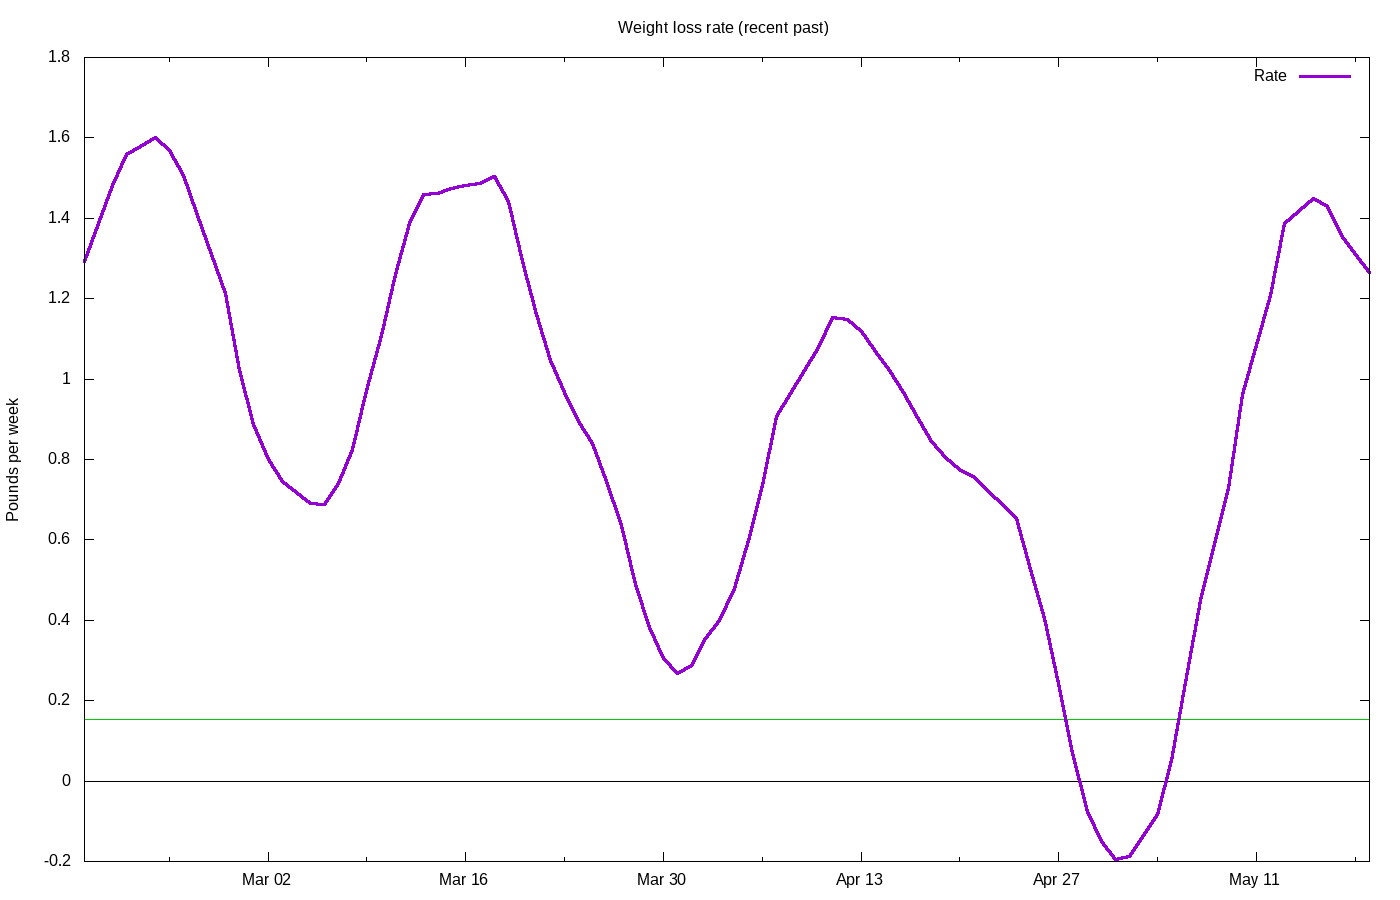 Weight loss rate (recent past)
Rate
Pounds per week
1.8
1.6
1.4
1.2
1
0.8
0.6
0.4
0.2
0
-0.2
Mar 02
Mar 16
Mar 30
Apr 13
Apr 27
May 11